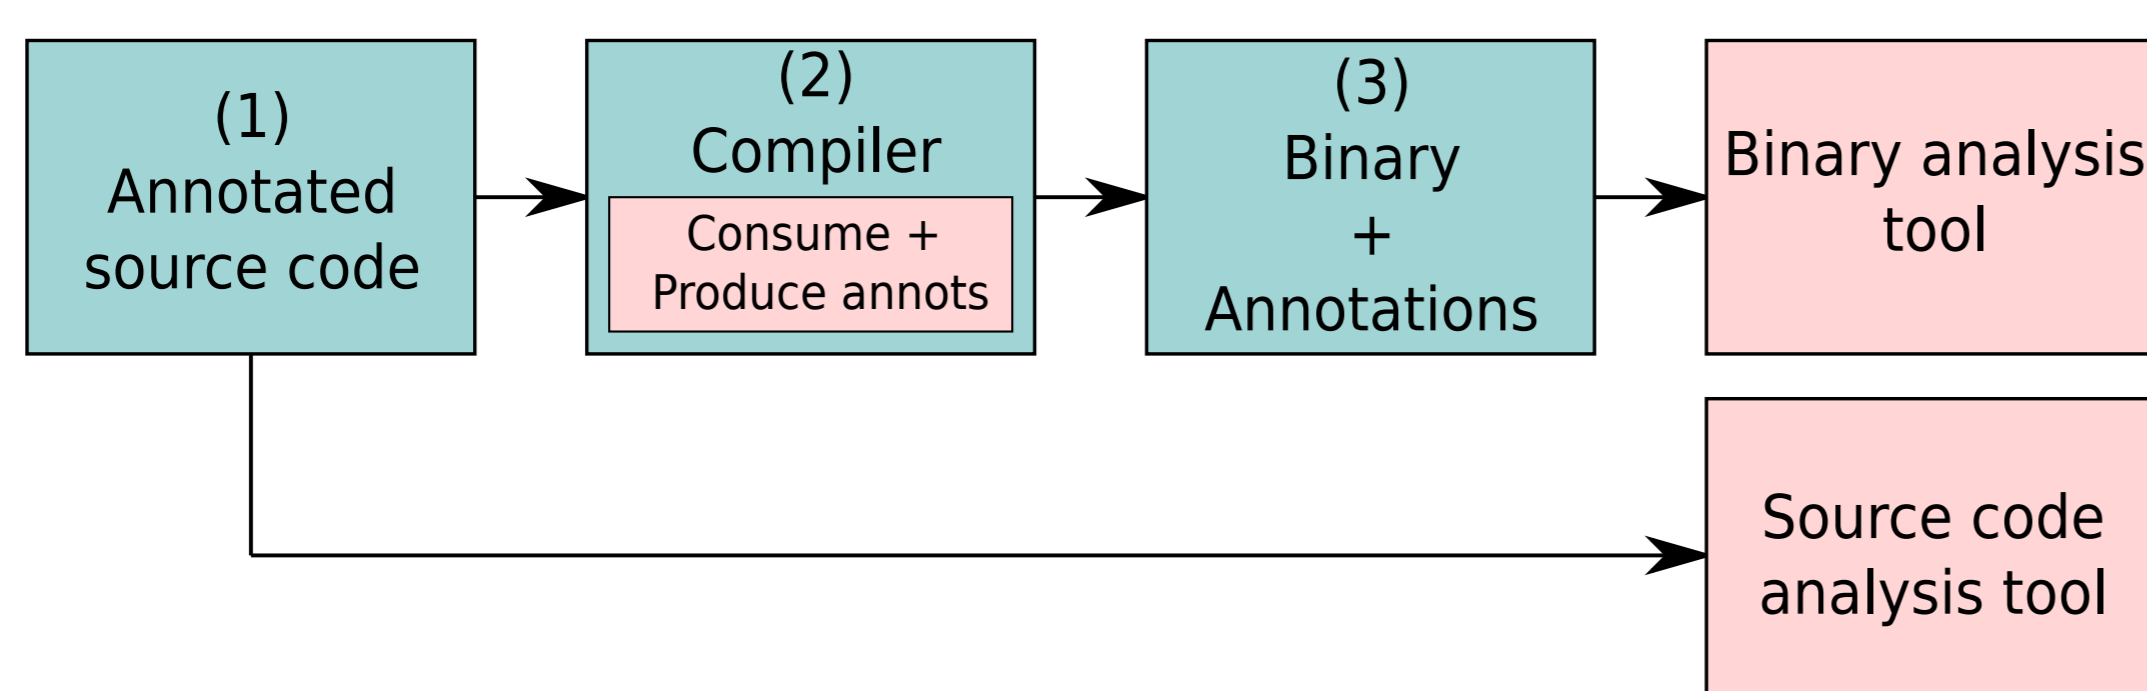 (1)
Annotated
source code
(2)
Compiler
Consume +
Produce annots
(3)
Binary
+
Annotations
Binary analysis
tool
Source code
analysis tool